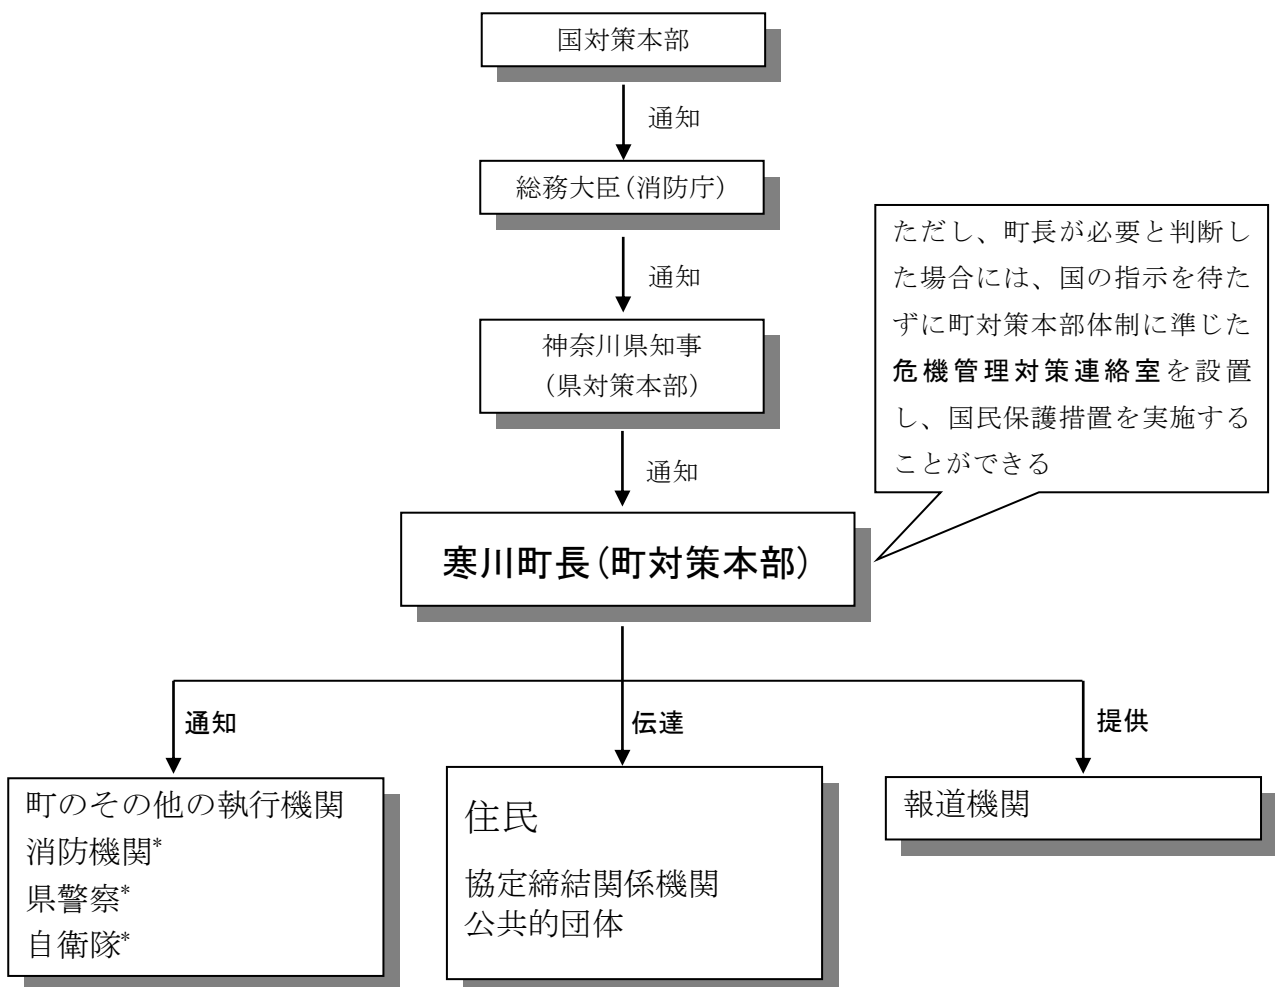 国対策本部
通知
総務大臣(消防庁)
通知
神奈川県知事
(県対策本部)
通知
ただし、町長が必要と判断し
た場合には、国の指示を待た
ずに町対策本部体制に準じた
危機管理対策連絡室を設置
し、国民保護措置を実施する
ことができる
寒川町長(町対策本部)
通知
伝達
提供
町のその他の執行機関
消防機関*
県警察*
自衛隊*
住民
協定締結関係機関
公共的団体
報道機関